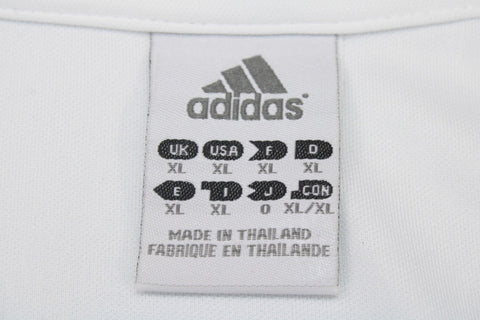 adidas
UK USA F D
XL XL XL XL
E I J CON
XL XL O XL/XL
MADE IN THAILAND
FABRIQUE EN THAILANDE